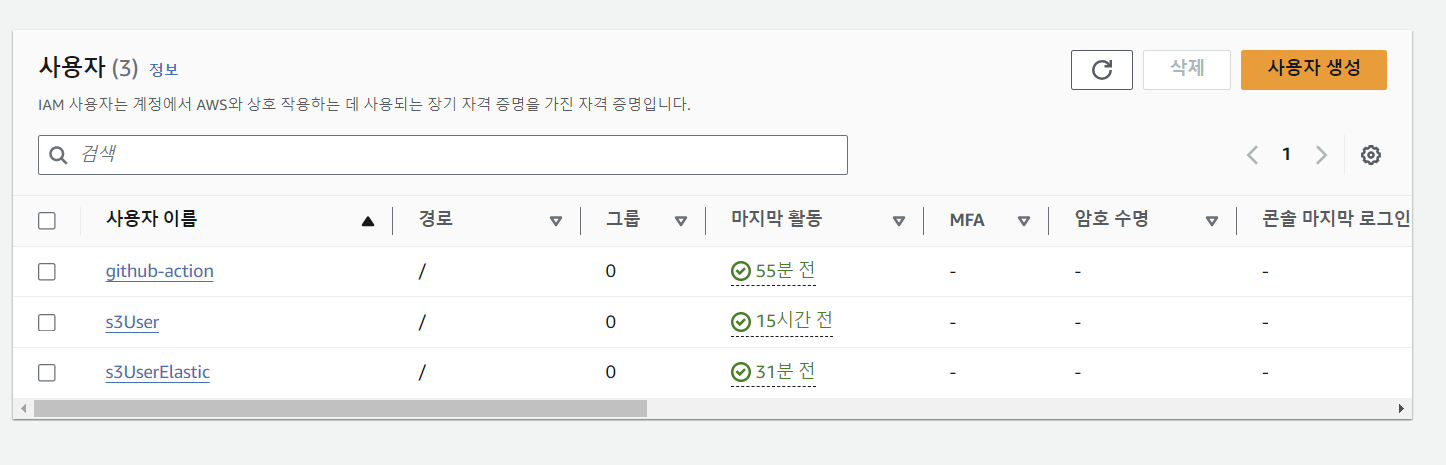 사용자 (3) 정보
삭제
사용자 생성
IAM 사용자는 계정에서 AWS와 상호 작용하는 데 사용되는 장기 자격 증명을 가진 자격 증명입니다.
검색
1
사용자 이름 경로 그룹 마지막 활동 MFA 암호 수명 콘솔 마지막 로그인
github-action / 0 55분 전 - - -
s3User / 0 15시간 전 - - -
s3UserElastic / 0 31분 전 - - -